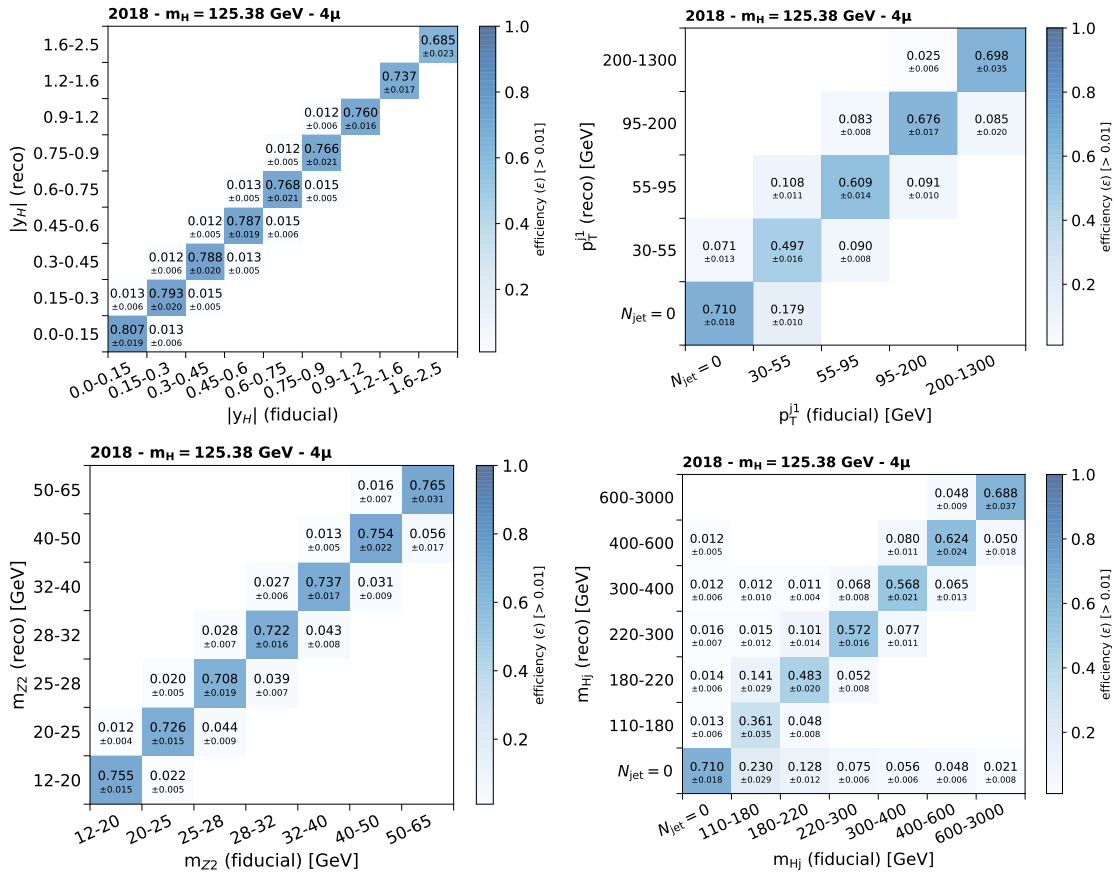 2018 - m_H = 125.38 GeV - 4μ
1.6-2.5 0.685
±0.023
1.2-1.6 0.737
±0.017
0.9-1.2 0.012 0.760
±0.006 ±0.016
0.75-0.9 0.012 0.766
±0.005 ±0.021
0.6-0.75 0.013 0.768 0.015
±0.005 ±0.021 ±0.005
0.45-0.6 0.012 0.787 0.015
±0.005 ±0.019 ±0.006
0.3-0.45 0.012 0.788 0.013
±0.006 ±0.020 ±0.005
0.15-0.3 0.013 0.793 0.015
±0.006 ±0.020 ±0.005
0.0-0.15 0.807 0.013
±0.019 ±0.006
0.0-0.15 0.15-0.3 0.3-0.45 0.45-0.6 0.6-0.75 0.75-0.9 0.9-1.2 1.2-1.6 1.6-2.5
|y_H| (fiducial)
|y_H| (reco)
1.0
0.8
0.6
0.4
0.2
efficiency (ε) [> 0.01]
2018 - m_H = 125.38 GeV - 4μ
200-1300 0.025 0.698
±0.006 ±0.035
95-200 0.083 0.676 0.085
±0.008 ±0.017 ±0.020
55-95 0.108 0.609 0.091
±0.011 ±0.014 ±0.010
30-55 0.071 0.497 0.090
±0.013 ±0.016 ±0.008
N_jet = 0 0.710 0.179
±0.018 ±0.010
N_jet = 0 30-55 55-95 95-200 200-1300
p_T^j1 (fiducial) [GeV]
p_T^j1 (reco) [GeV]
1.0
0.8
0.6
0.4
0.2
efficiency (ε) [> 0.01]
2018 - m_H = 125.38 GeV - 4μ
50-65 0.016 0.765
±0.007 ±0.031
40-50 0.013 0.754 0.056
±0.005 ±0.022 ±0.017
32-40 0.027 0.737 0.031
±0.006 ±0.017 ±0.009
28-32 0.028 0.722 0.043
±0.007 ±0.016 ±0.008
25-28 0.020 0.708 0.039
±0.005 ±0.019 ±0.007
20-25 0.012 0.726 0.044
±0.004 ±0.015 ±0.009
12-20 0.755 0.022
±0.015 ±0.005
12-20 20-25 25-28 28-32 32-40 40-50 50-65
m_Z2 (fiducial) [GeV]
m_Z2 (reco) [GeV]
1.0
0.8
0.6
0.4
0.2
efficiency (ε) [> 0.01]
2018 - m_H = 125.38 GeV - 4μ
600-3000 0.048 0.688
±0.009 ±0.037
400-600 0.012 0.080 0.624 0.050
±0.005 ±0.011 ±0.024 ±0.018
300-400 0.012 0.012 0.011 0.068 0.568 0.065
±0.006 ±0.010 ±0.004 ±0.008 ±0.021 ±0.013
220-300 0.016 0.015 0.101 0.572 0.077
±0.007 ±0.012 ±0.014 ±0.016 ±0.011
180-220 0.014 0.141 0.483 0.052
±0.006 ±0.029 ±0.020 ±0.008
110-180 0.013 0.361 0.048
±0.006 ±0.035 ±0.008
N_jet = 0 0.710 0.230 0.128 0.075 0.056 0.048 0.021
±0.018 ±0.029 ±0.012 ±0.006 ±0.006 ±0.006 ±0.008
N_jet = 0 110-180 180-220 220-300 300-400 400-600 600-3000
m_Hj (fiducial) [GeV]
m_Hj (reco) [GeV]
1.0
0.8
0.6
0.4
0.2
efficiency (ε) [> 0.01]